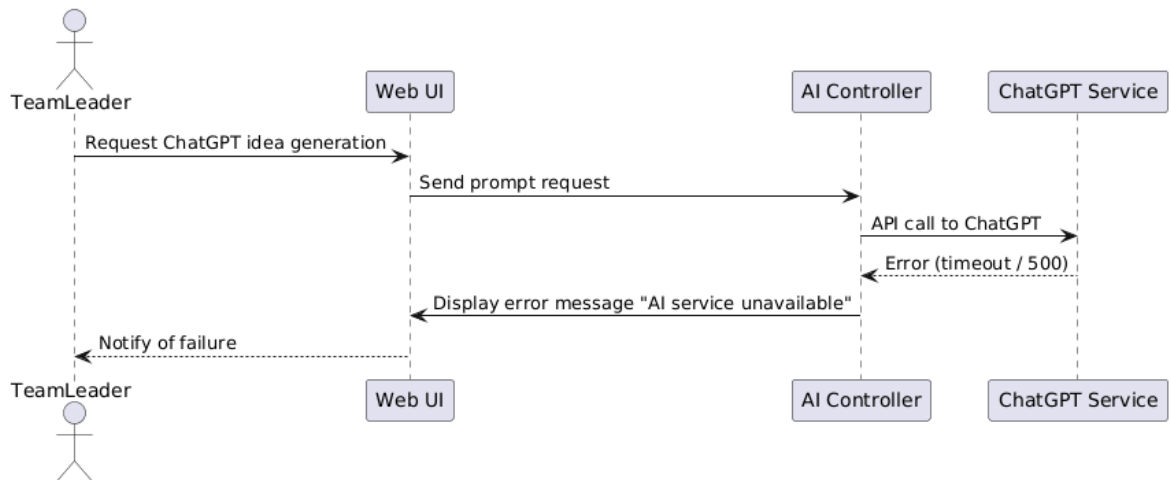 TeamLeader
Web UI
AI Controller
ChatGPT Service
Request ChatGPT idea generation
Send prompt request
API call to ChatGPT
Error (timeout / 500)
Display error message "AI service unavailable"
Notify of failure
TeamLeader
Web UI
AI Controller
ChatGPT Service